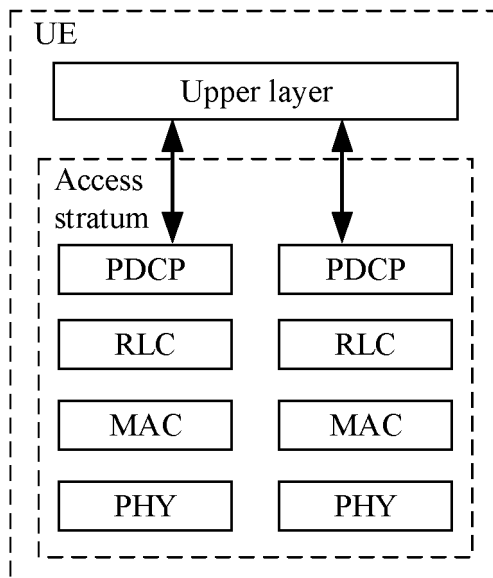 UE
Upper layer
Access
stratum
PDCP PDCP
RLC RLC
MAC MAC
PHY PHY